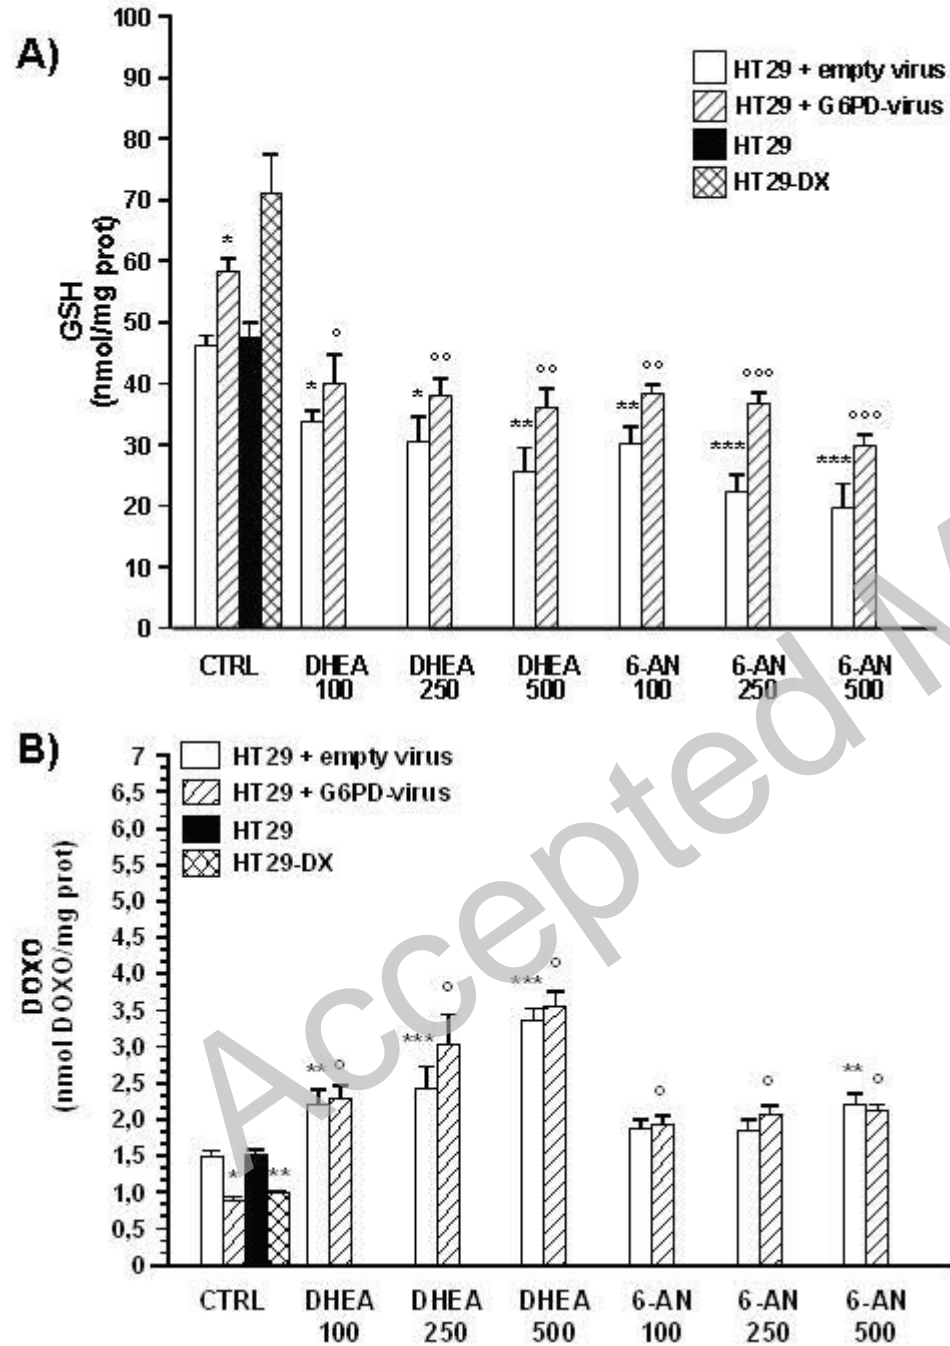 A)
100
90
80
70
60
50
40
30
20
10
0
GSH
(nmol/mg prot)
HT29 + empty virus
HT29 + G6PD-virus
HT29
HT29-DX
*
* °
* °°
** °°
** °°
*** °°°
*** °°°
CTRL DHEA DHEA DHEA 6-AN 6-AN 6-AN
100 250 500 100 250 500
B)
7
6,5
6,0
5,5
5,0
4,5
4,0
3,5
3,0
2,5
2,0
1,5
1,0
0,5
0
DOXO
(nmol DOXO/mg prot)
HT29 + empty virus
HT29 + G6PD-virus
HT29
HT29-DX
* **
** °
*** °
*** °
°
°
** °
CTRL DHEA DHEA DHEA 6-AN 6-AN 6-AN
100 250 500 100 250 500
Accepted M